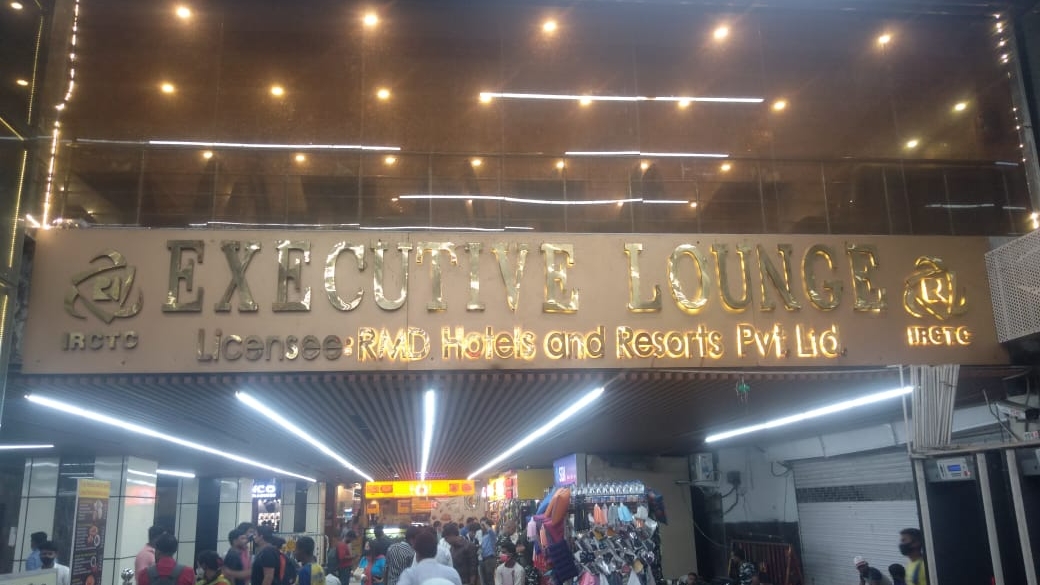 EXECUTIVE LOUNGE
IRCTC
Licensee: RMD. Hotels and Resorts Pvt. Ltd.
IRCTC